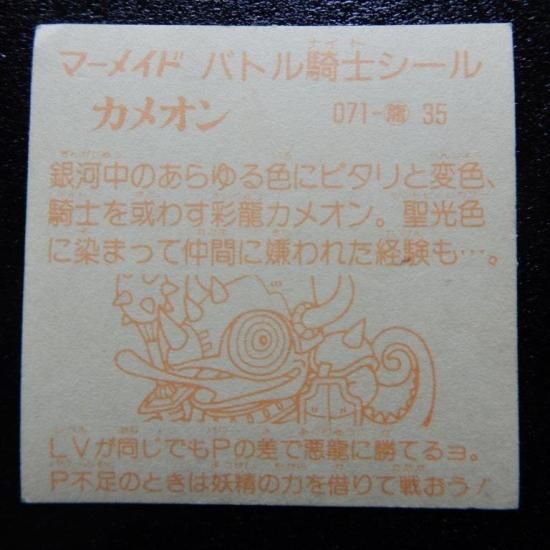 マーメイド バトル騎士シール
カメオン 071-龍 35
銀河中のあらゆる色にピタリと変色、
騎士を惑わす彩龍カメオン。聖光色
に染まって仲間に嫌われた経験も…。
LVが同じでもPの差で悪龍に勝てるョ。
P不足のときは妖精の力を借りて戦おう！